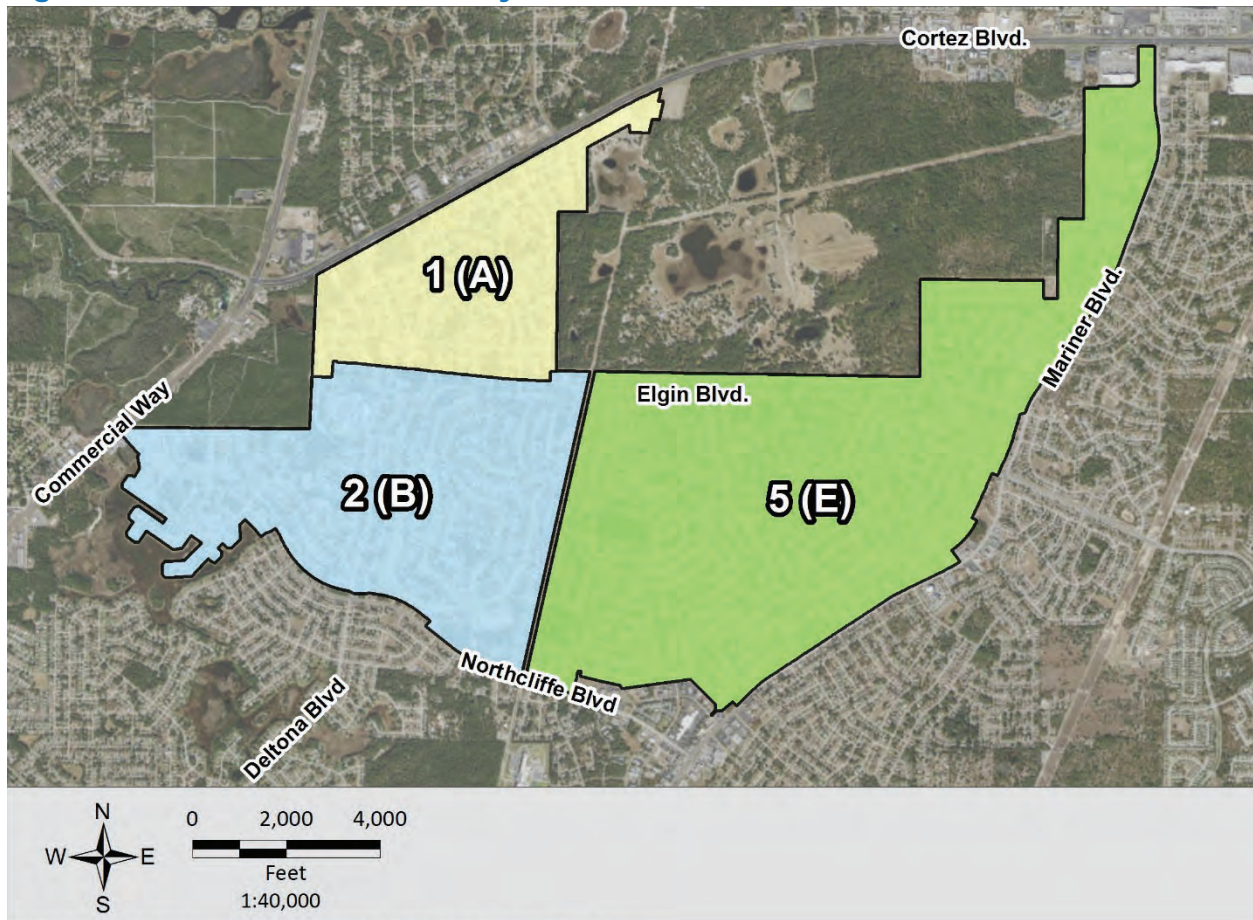 Cortez Blvd.
1 (A)
Mariner Blvd.
Elgin Blvd.
Commercial Way
2 (B)
5 (E)
Northcliffe Blvd
Deltona Blvd
N
W E
S
0 2,000 4,000
Feet
1:40,000